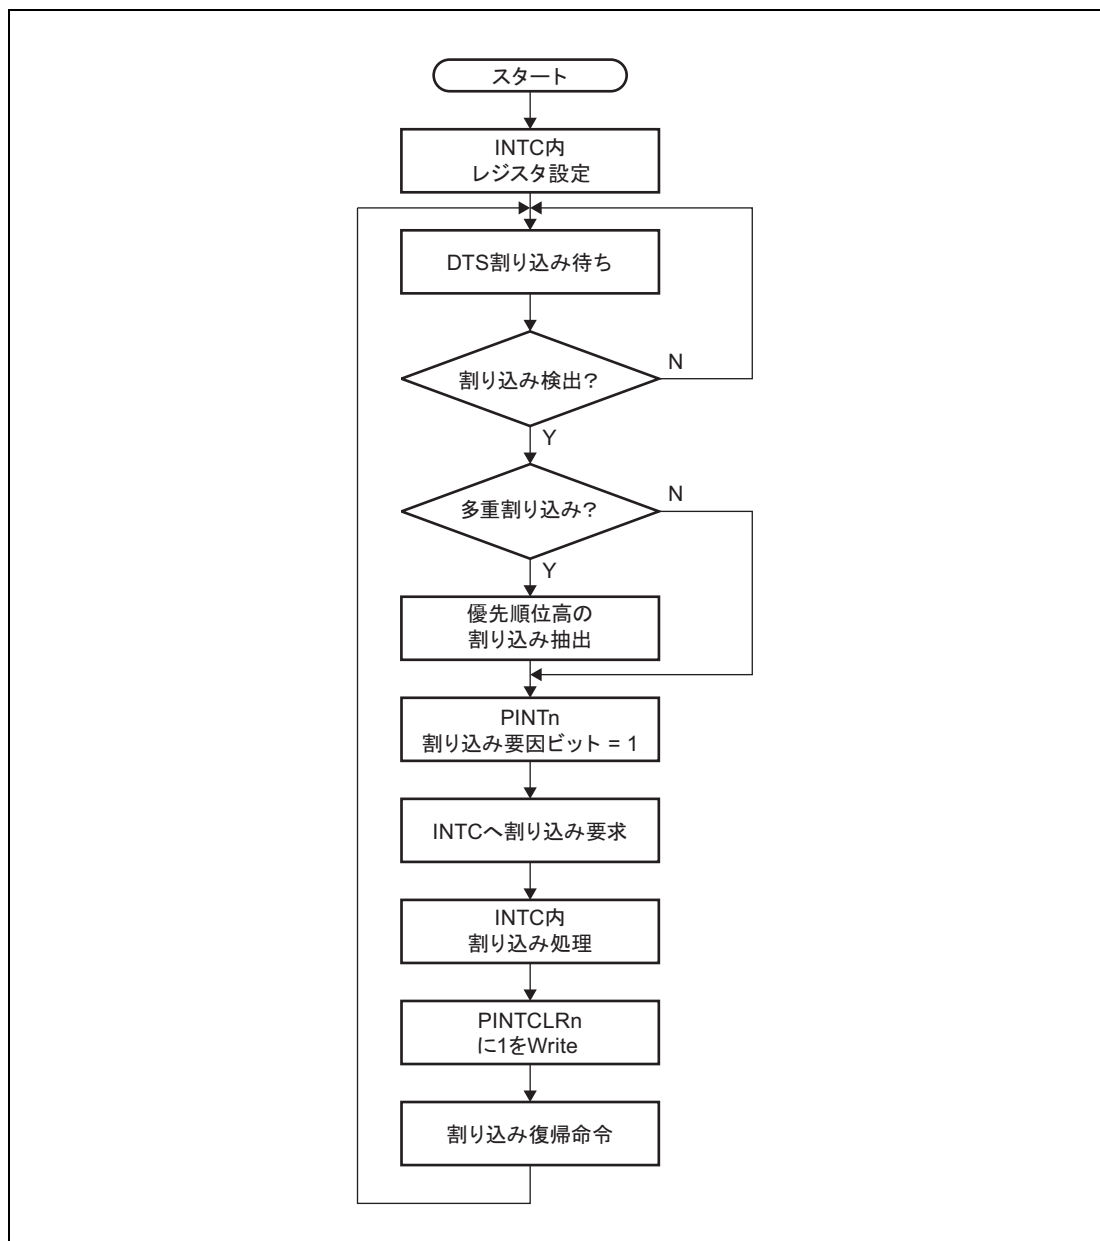 スタート
INTC内
レジスタ設定
DTS割り込み待ち
割り込み検出?
N
Y
多重割り込み?
N
Y
優先順位高の
割り込み抽出
PINTn
割り込み要因ビット = 1
INTCへ割り込み要求
INTC内
割り込み処理
PINTCLRn
に1をWrite
割り込み復帰命令